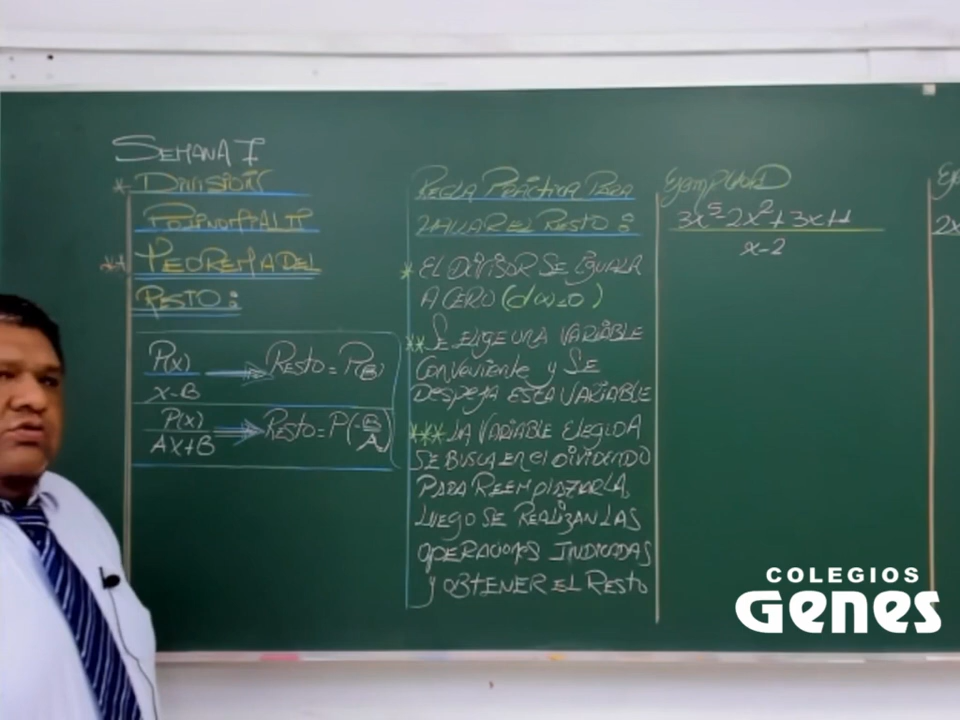 SEMANA 7
* DIVISIÓN
POLINOMIAL II
** TEOREMA DEL
RESTO:
P(x)
x-B
Resto = P(B)
P(x)
AX+B
Resto = P(-B/A)
REGLA PRÁCTICA PARA
HALLAR EL RESTO:
* EL DIVISOR SE IGUALA
A CERO (d(x)=0)
** SE ELIGE UNA VARIABLE
CONVENIENTE y SE
DESPEJA ESTA VARIABLE
*** LA VARIABLE ELEGIDA
SE BUSCA EN el DIVIDENDO
PARA REEMPLAZARLA,
LUEGO SE REALIZAN LAS
OPERACIONES INDICADAS
y OBTENER EL RESTO
3x⁵-2x²+3x+1
x-2
2x
COLEGIOS
Genes